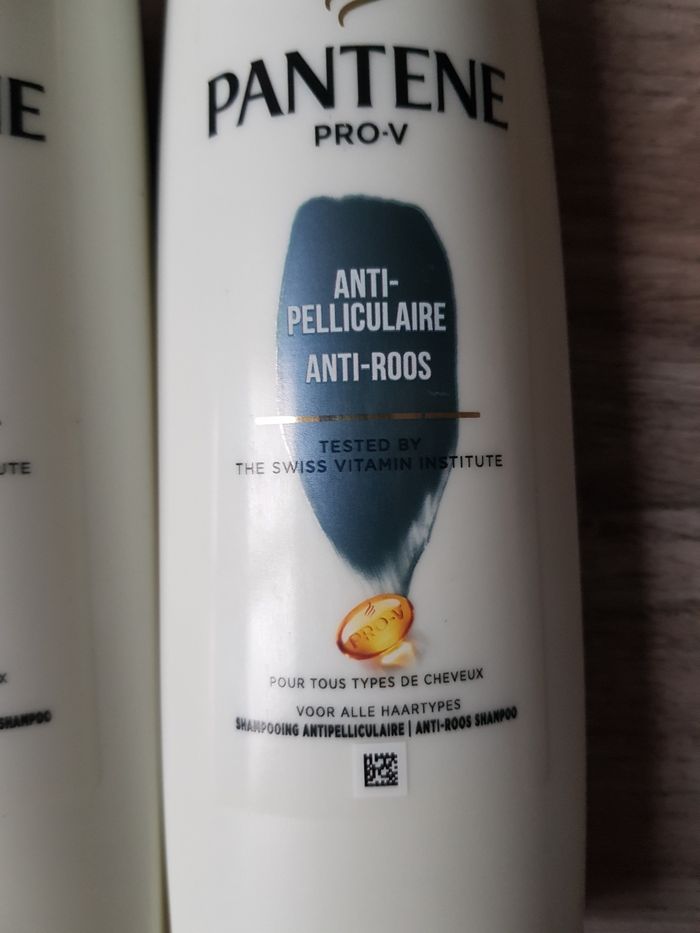 PANTENE
PRO-V
ANTI-
PELLICULAIRE
ANTI-ROOS
TESTED BY
THE SWISS VITAMIN INSTITUTE
PRO-V
POUR TOUS TYPES DE CHEVEUX
VOOR ALLE HAARTYPES
SHAMPOOING ANTIPELLICULAIRE | ANTI-ROOS SHAMPOO
SHAMPOO